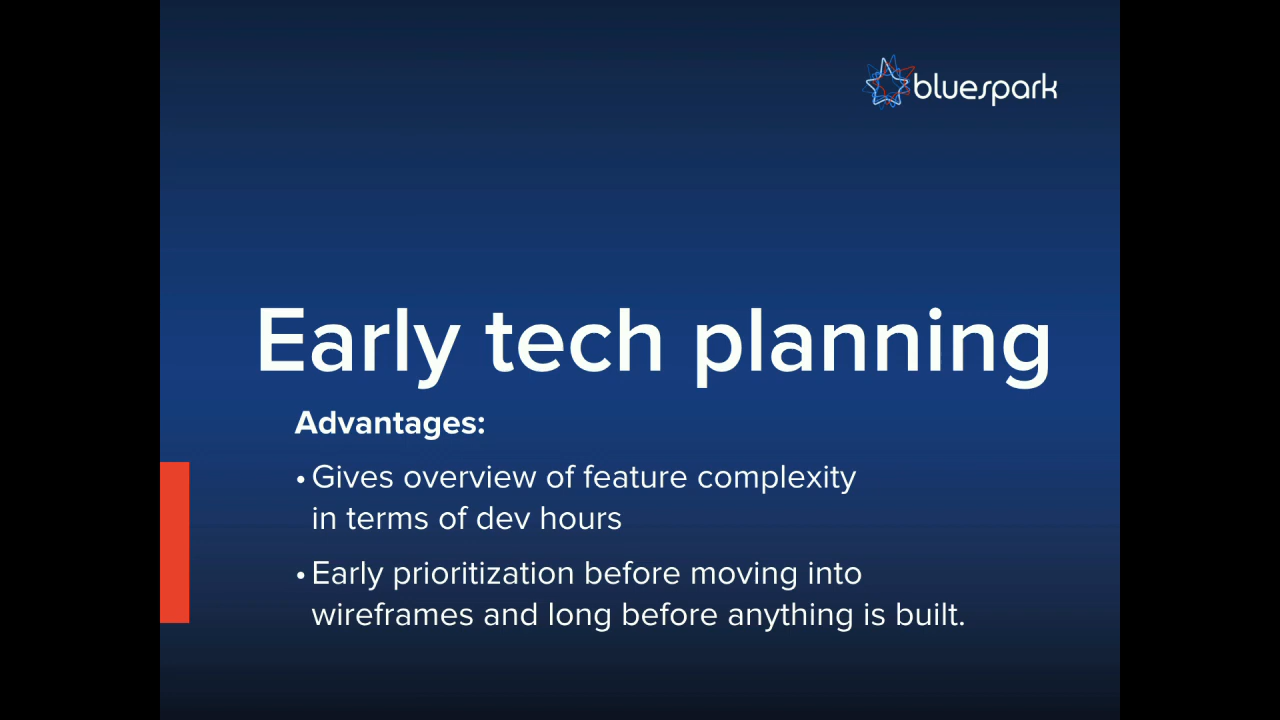 bluespark
Early tech planning
Advantages:
• Gives overview of feature complexity
in terms of dev hours
• Early prioritization before moving into
wireframes and long before anything is built.